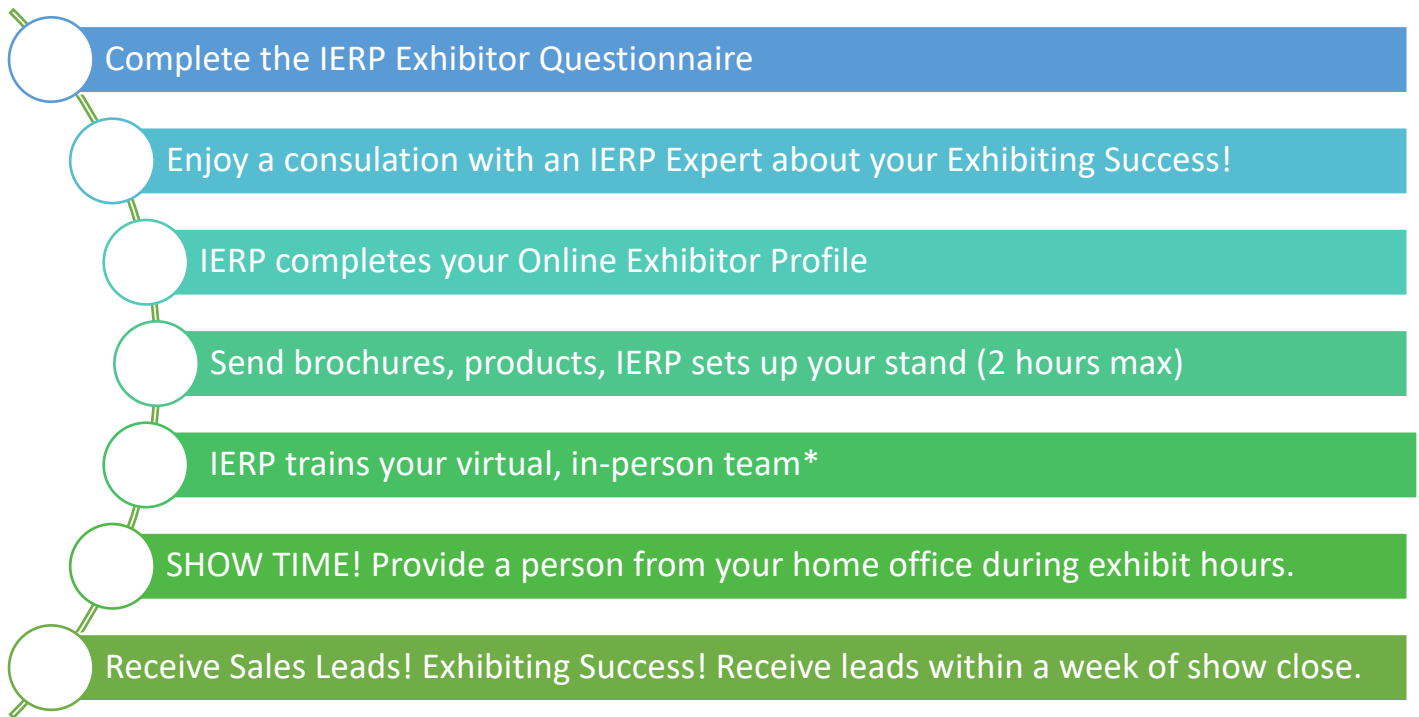 Complete the IERP Exhibitor Questionnaire
Enjoy a consulation with an IERP Expert about your Exhibiting Success!
IERP completes your Online Exhibitor Profile
Send brochures, products, IERP sets up your stand (2 hours max)
IERP trains your virtual, in-person team*
SHOW TIME! Provide a person from your home office during exhibit hours.
Receive Sales Leads! Exhibiting Success! Receive leads within a week of show close.